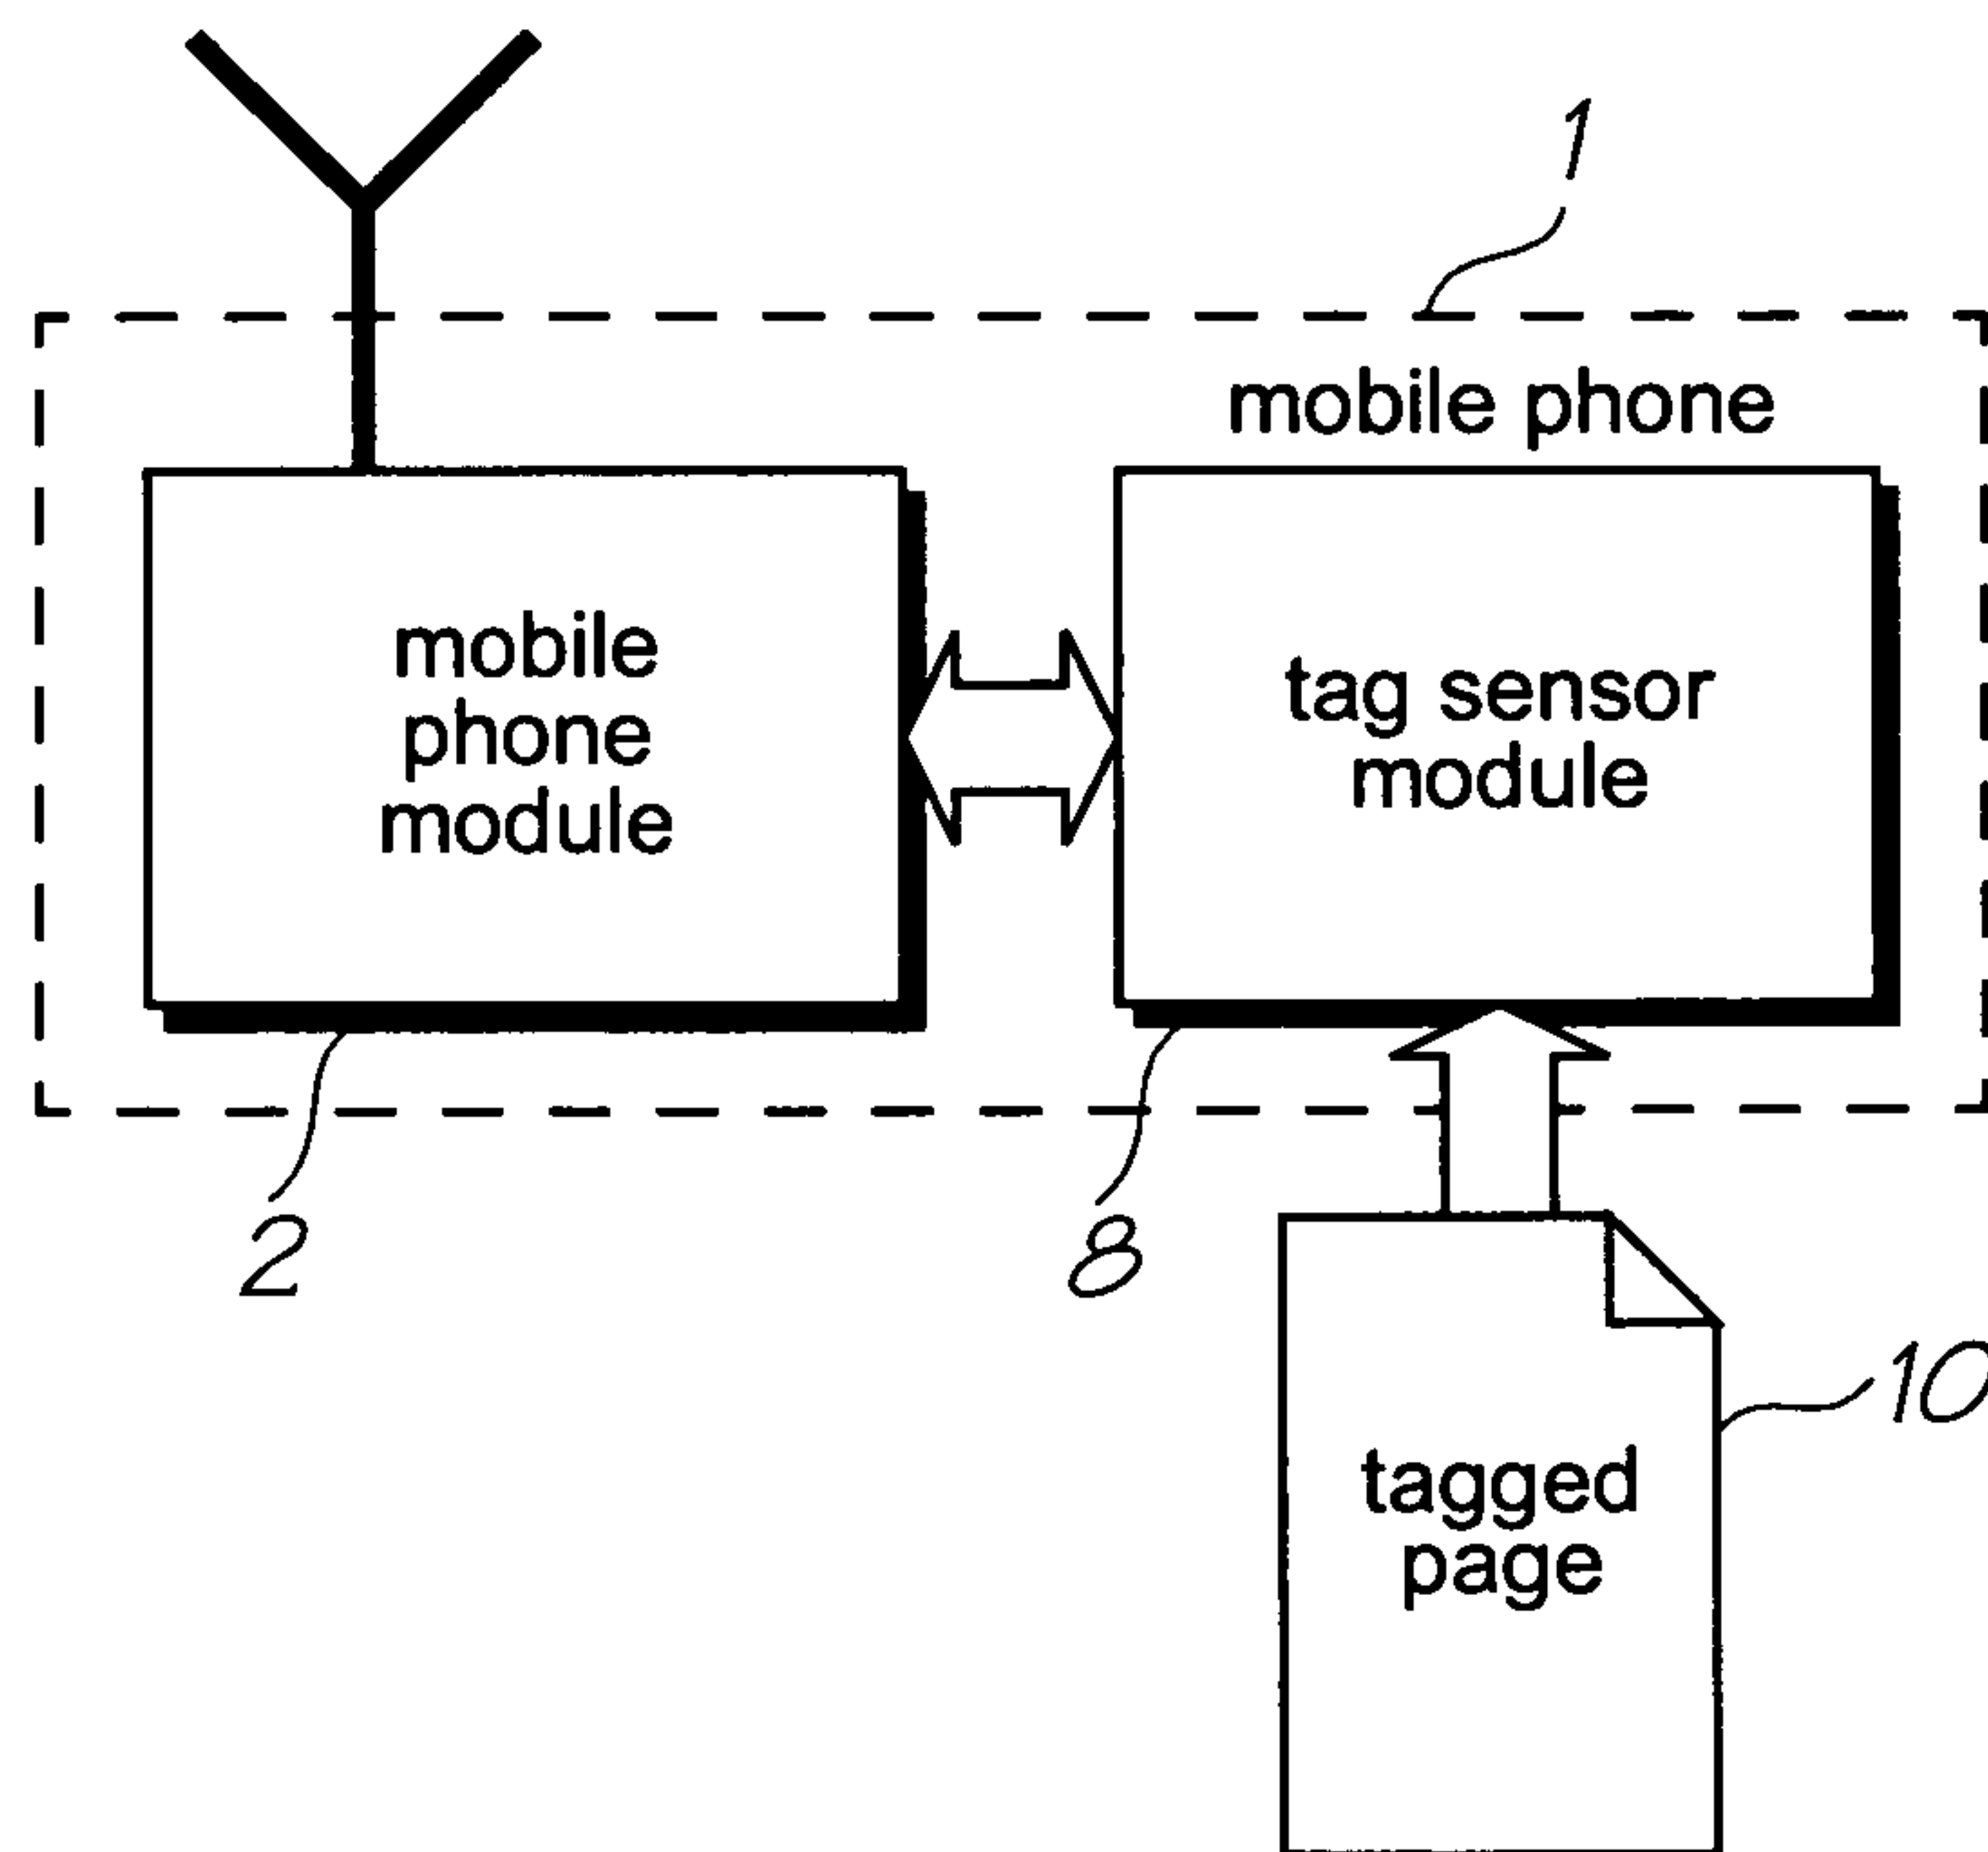 1
mobile phone
mobile
phone
module
tag sensor
module
2
8
10
tagged
page